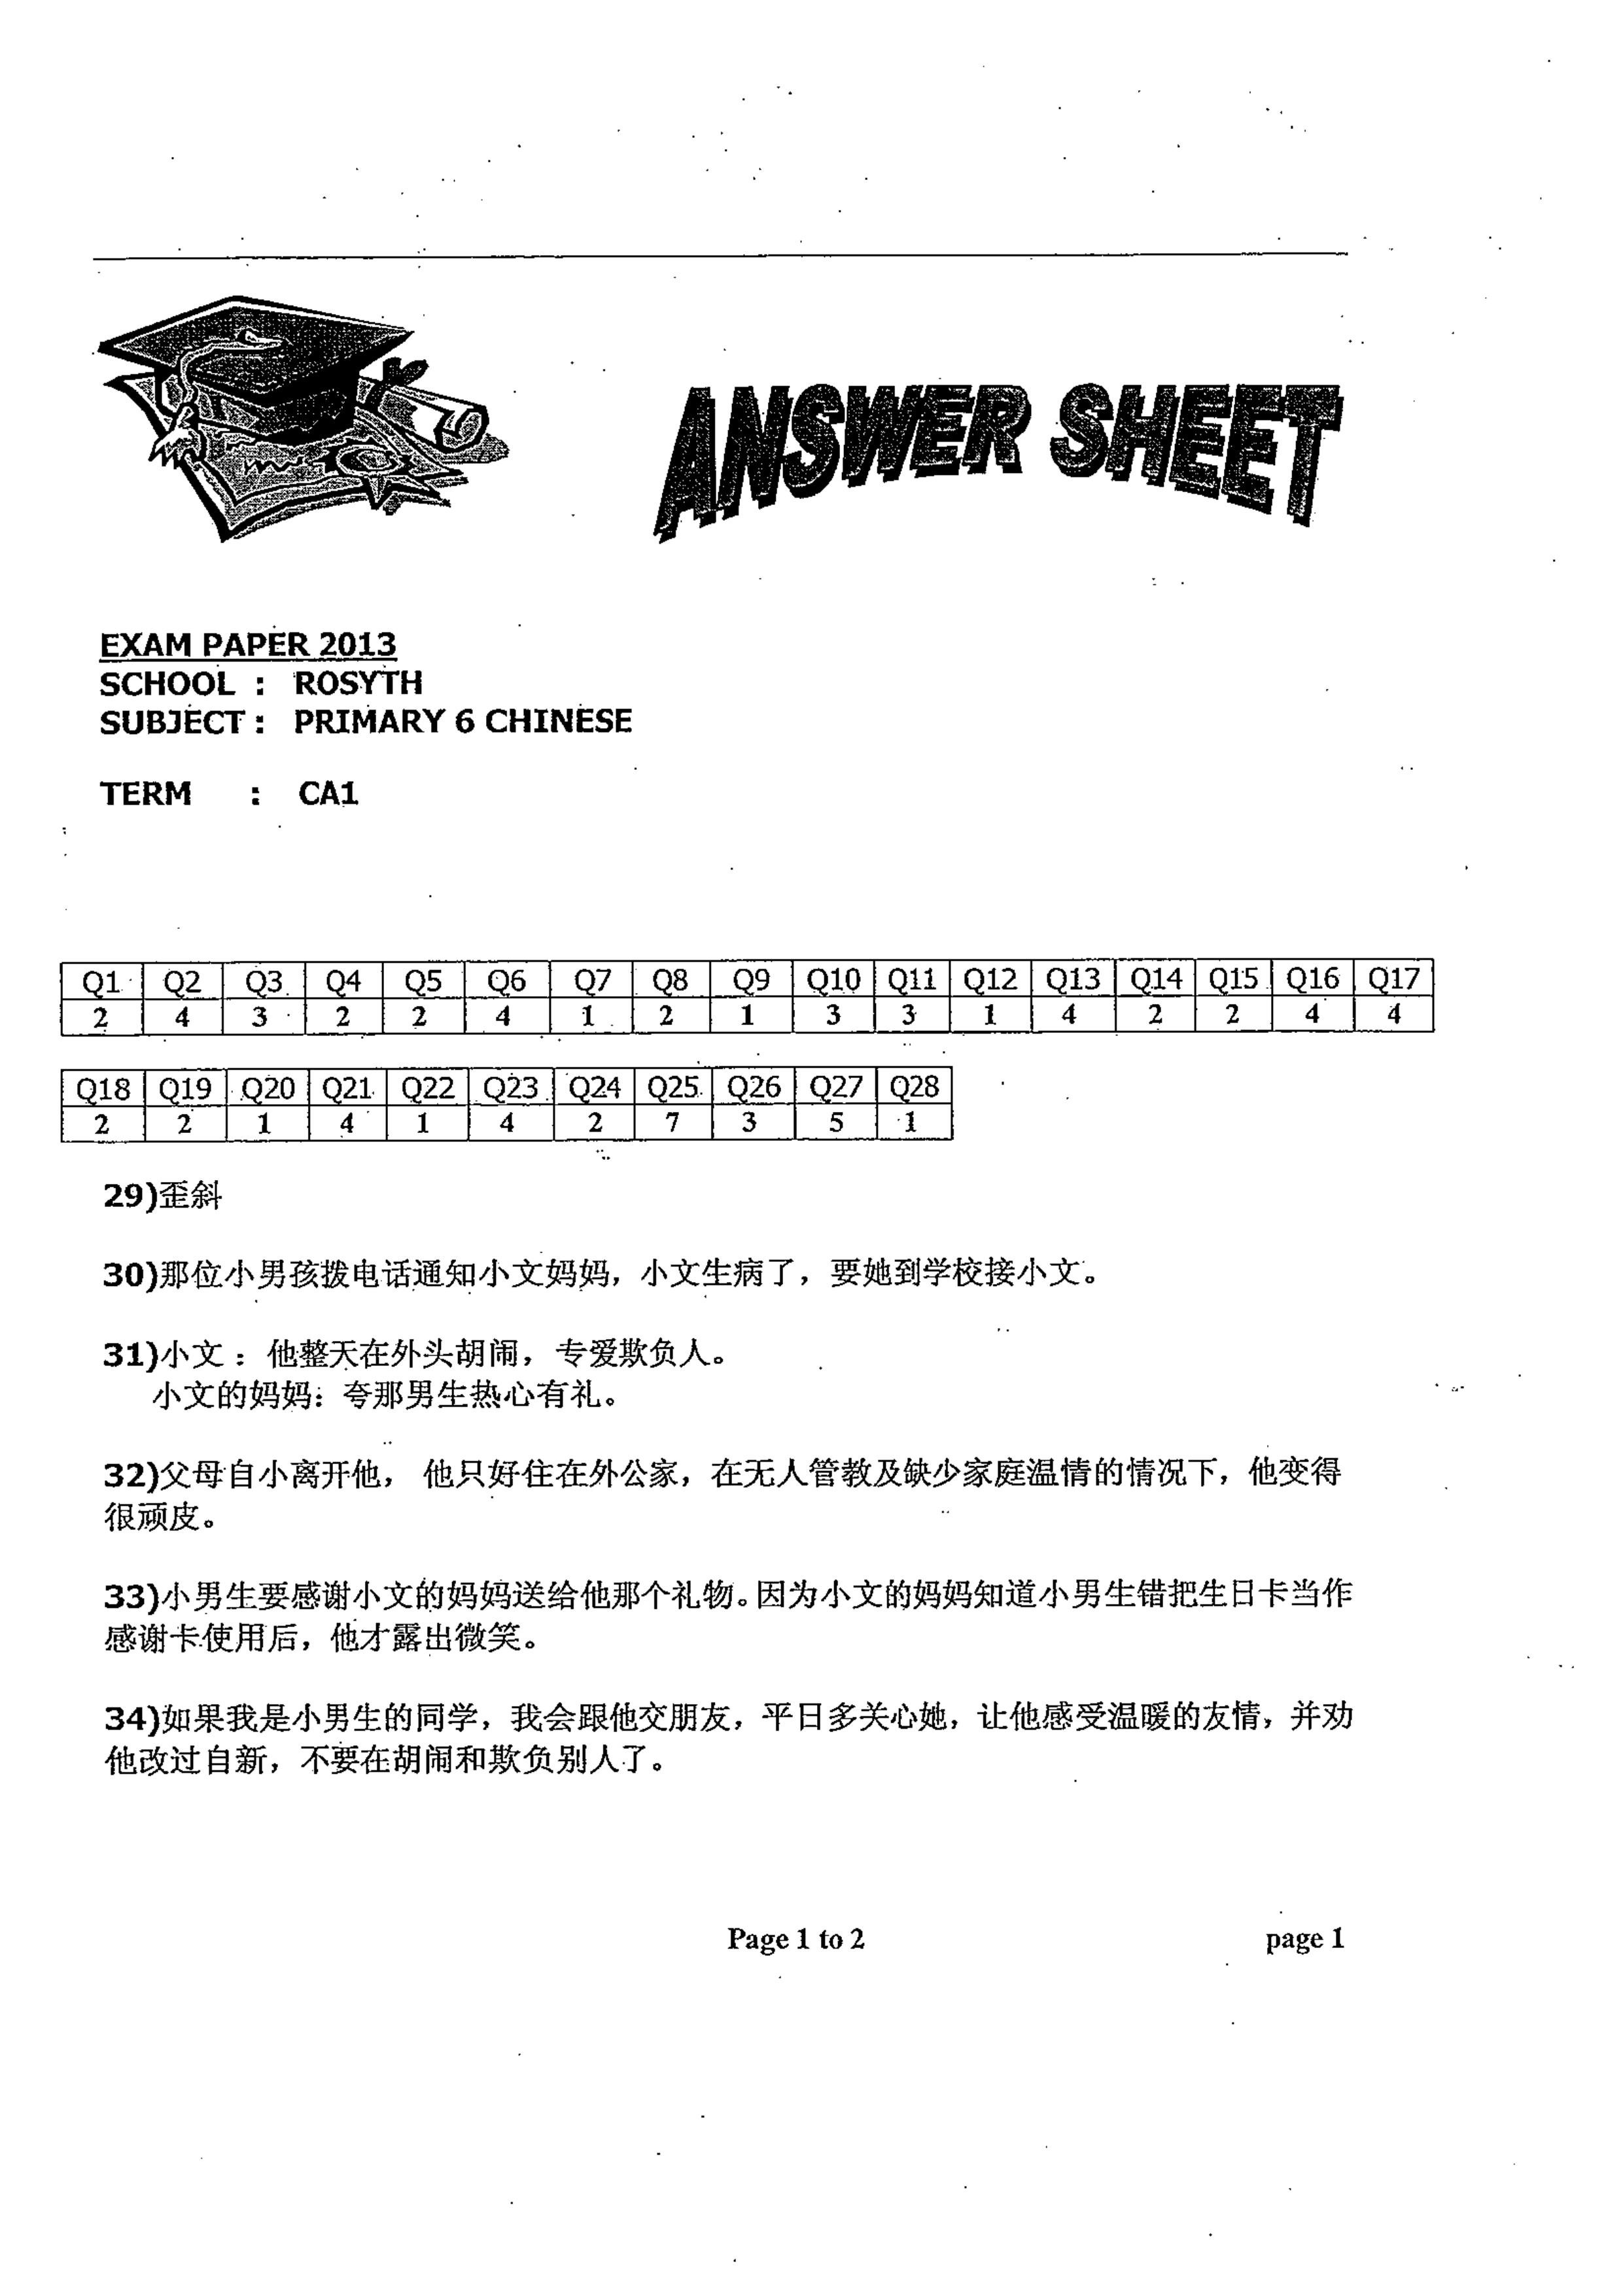 ANSWER SHEET
EXAM PAPER 2013
SCHOOL : ROSYTH
SUBJECT : PRIMARY 6 CHINESE
TERM : CA1
Q1 Q2 Q3 Q4 Q5 Q6 Q7 Q8 Q9 Q10 Q11 Q12 Q13 Q14 Q15 Q16 Q17
2 4 3 2 2 4 1 2 1 3 3 1 4 2 2 4 4
Q18 Q19 Q20 Q21 Q22 Q23 Q24 Q25 Q26 Q27 Q28
2 2 1 4 1 4 2 7 3 5 1
29)歪斜
30)那位小男孩拨电话通知小文妈妈，小文生病了，要她到学校接小文。
31)小文：他整天在外头胡闹，专爱欺负人。
小文的妈妈：夸那男生热心有礼。
32)父母自小离开他， 他只好住在外公家，在无人管教及缺少家庭温情的情况下，他变得
很顽皮。
33)小男生要感谢小文的妈妈送给他那个礼物。因为小文的妈妈知道小男生错把生日卡当作
感谢卡使用后，他才露出微笑。
34)如果我是小男生的同学，我会跟他交朋友，平日多关心她，让他感受温暖的友情，并劝
他改过自新，不要在胡闹和欺负别人了。
Page 1 to 2 page 1